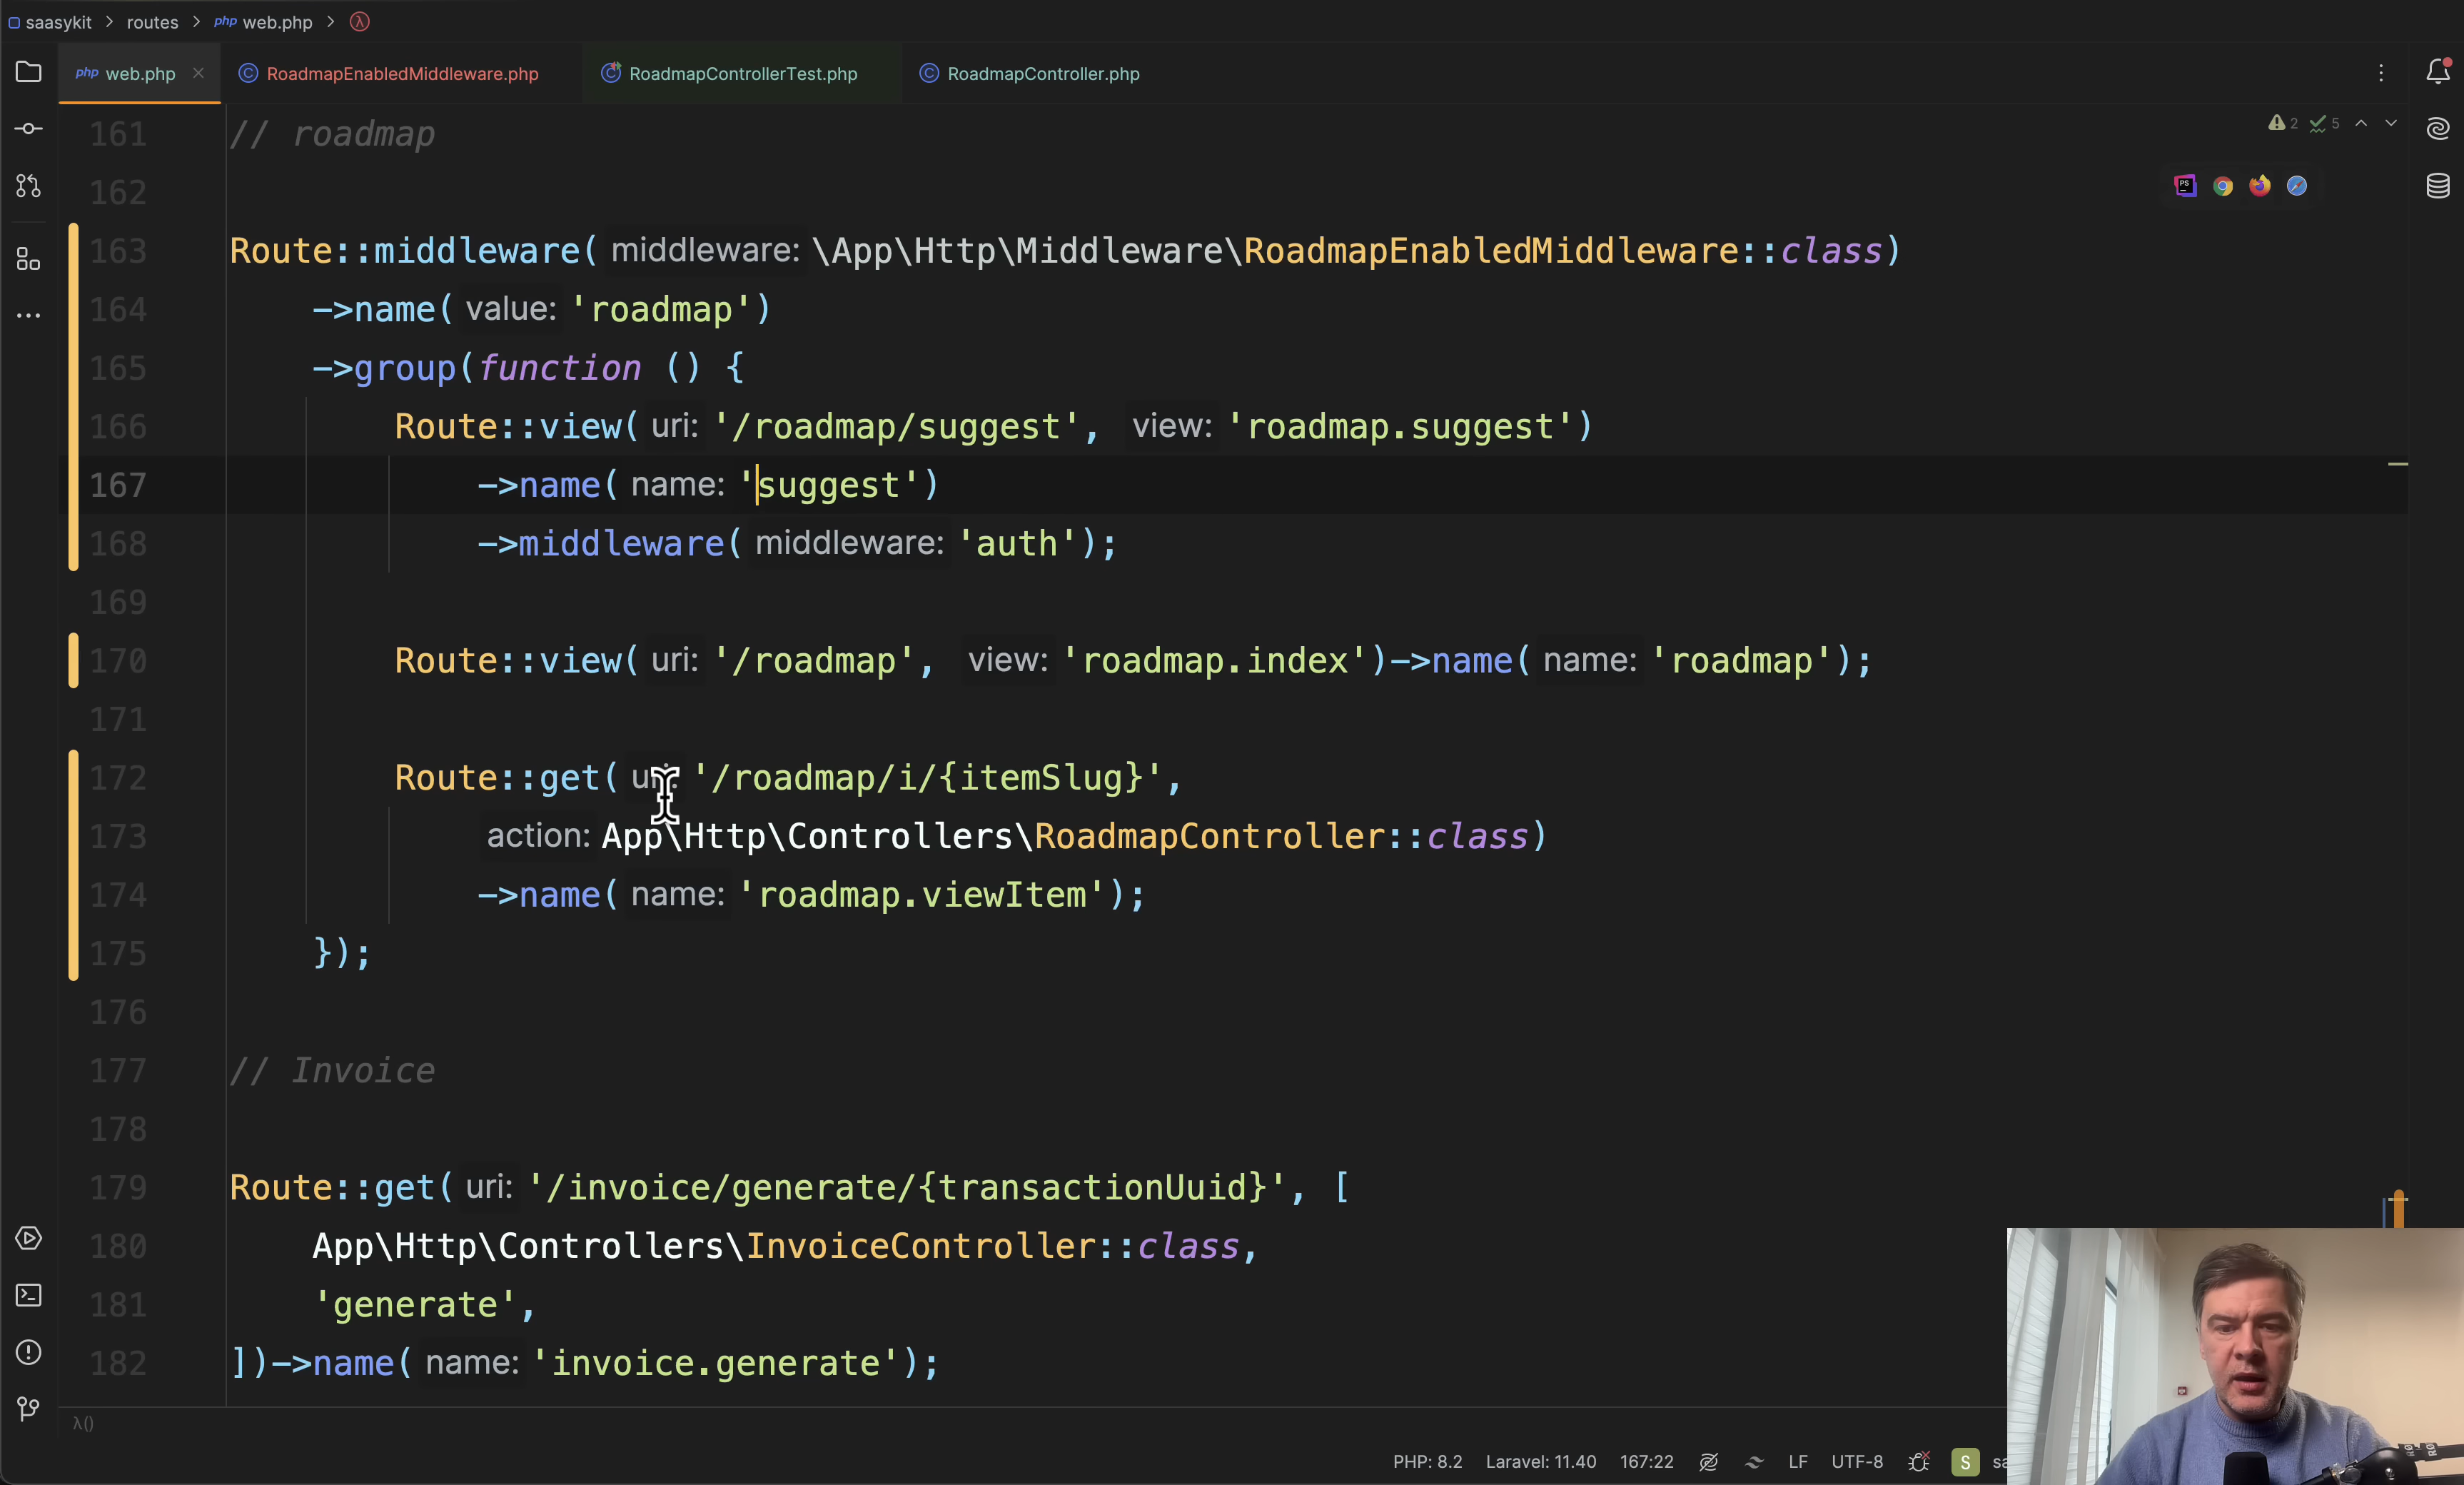 saasykit > routes > php web.php >
php web.php × RoadmapEnabledMiddleware.php RoadmapControllerTest.php RoadmapController.php
2 5
161 // roadmap
162
163 Route::middleware( middleware: \App\Http\Middleware\RoadmapEnabledMiddleware::class)
164 ->name( value: 'roadmap')
165 ->group(function () {
166 Route::view( uri: '/roadmap/suggest', view: 'roadmap.suggest')
167 ->name( name: 'suggest')
168 ->middleware( middleware: 'auth');
169
170 Route::view( uri: '/roadmap', view: 'roadmap.index')->name( name: 'roadmap');
171
172 Route::get( uri: '/roadmap/i/{itemSlug}',
173 action: App\Http\Controllers\RoadmapController::class)
174 ->name( name: 'roadmap.viewItem');
175 });
176
177 // Invoice
178
179 Route::get( uri: '/invoice/generate/{transactionUuid}', [
180 App\Http\Controllers\InvoiceController::class,
181 'generate',
182 ])->name( name: 'invoice.generate');
λ()
PHP: 8.2 Laravel: 11.40 167:22 LF UTF-8 S